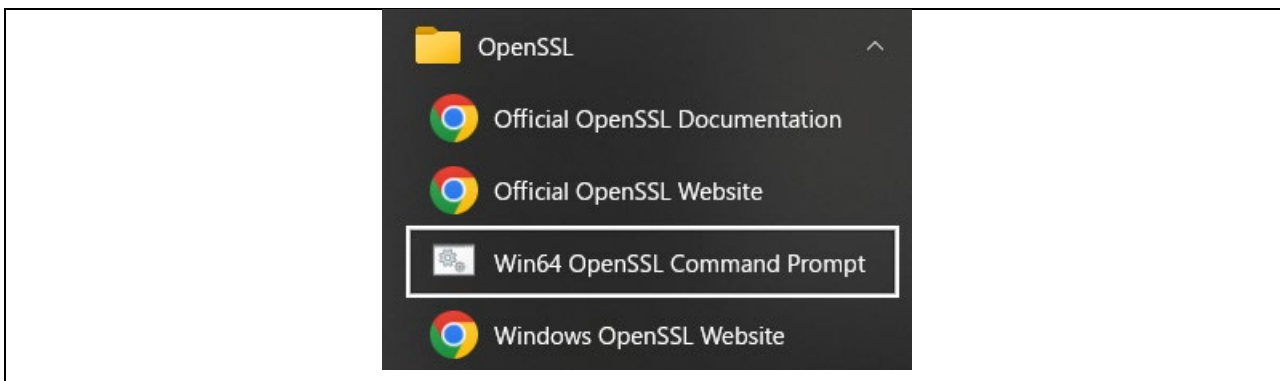 OpenSSL
Official OpenSSL Documentation
Official OpenSSL Website
Win64 OpenSSL Command Prompt
Windows OpenSSL Website